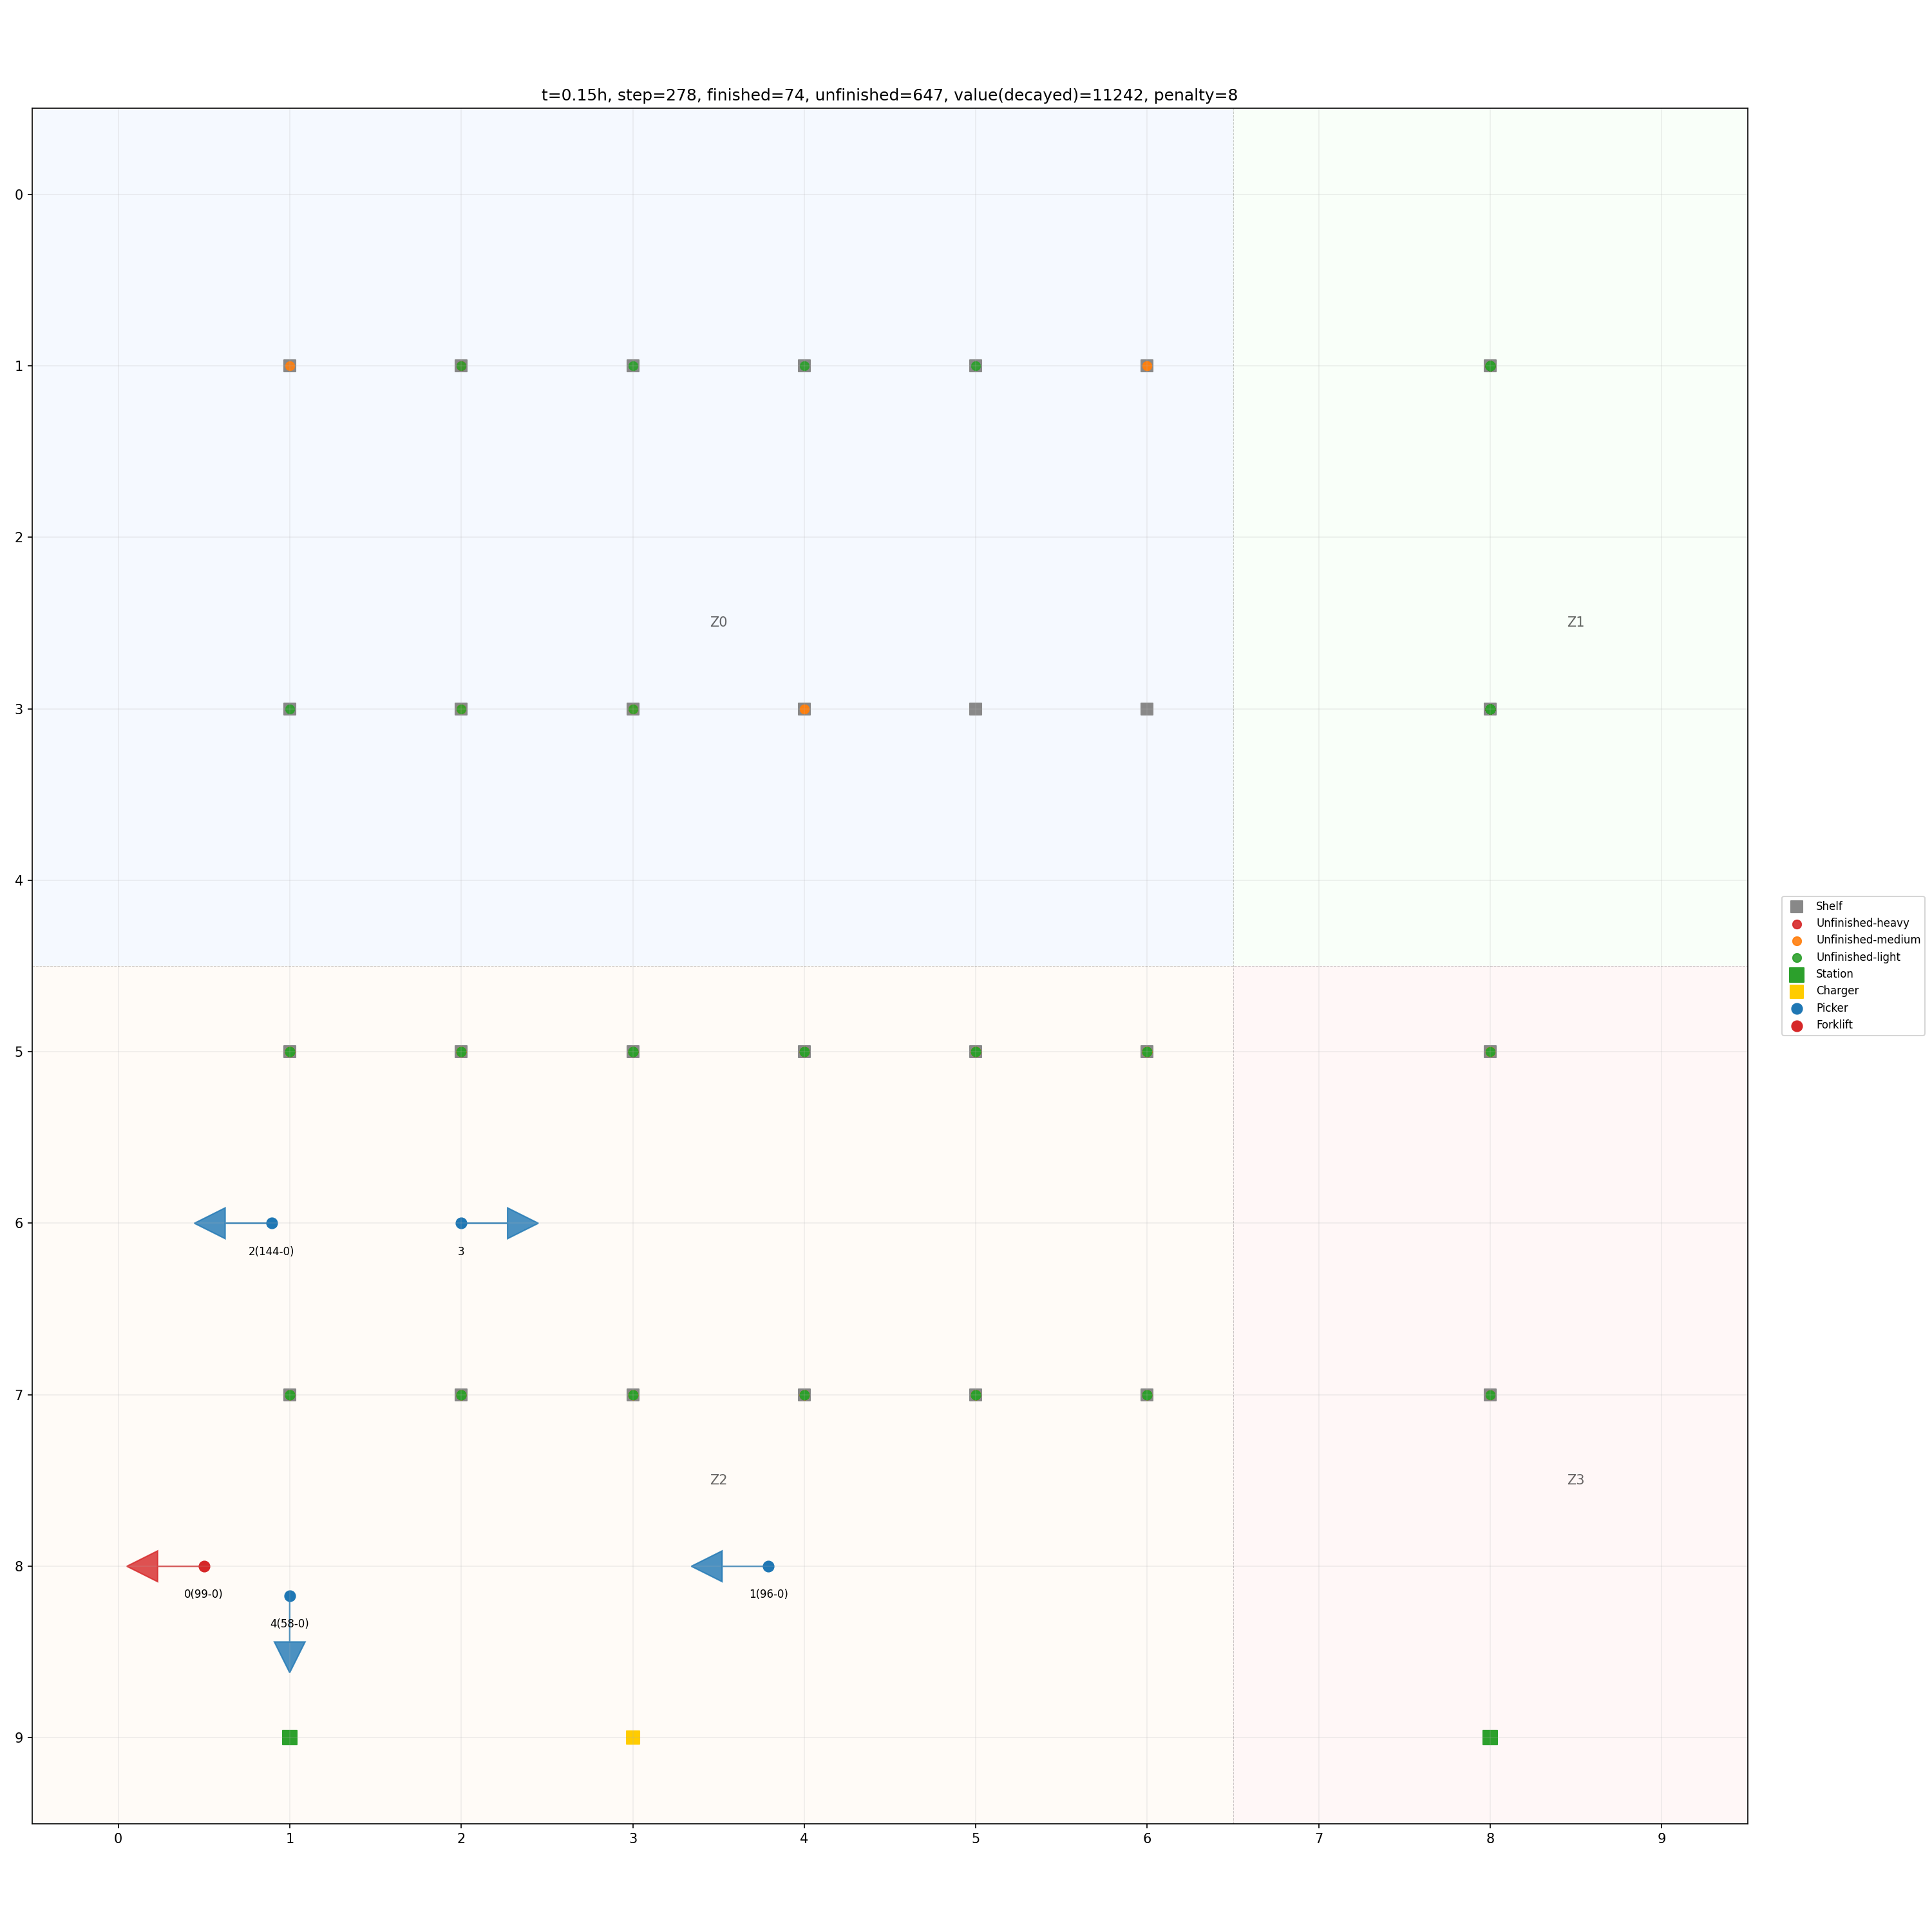 t=0.15h, step=278, finished=74, unfinished=647, value(decayed)=11242, penalty=8
0
1
2
Z0
Z1
3
4
Shelf
Unfinished-heavy
Unfinished-medium
Unfinished-light
Station
Charger
Picker
Forklift
5
6
2(144-0)
3
7
Z2
Z3
8
0(99-0)
1(96-0)
4(58-0)
9
0 1 2 3 4 5 6 7 8 9